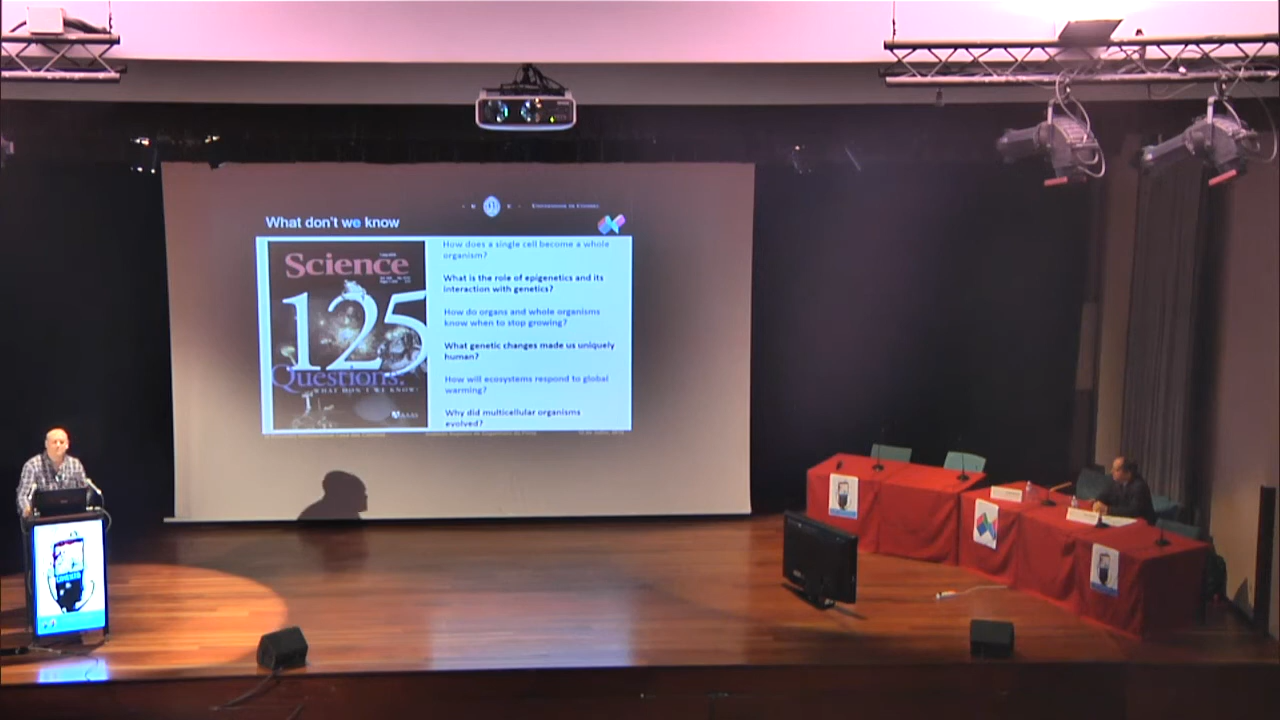 What don't we know
Science
125
Questions:
WHAT DON'T WE KNOW?
How does a single cell become a whole
organism?
What is the role of epigenetics and its
interaction with genetics?
How do organs and whole organisms
know when to stop growing?
What genetic changes made us uniquely
human?
How will ecosystems respond to global
warming?
Why did multicellular organisms
evolved?